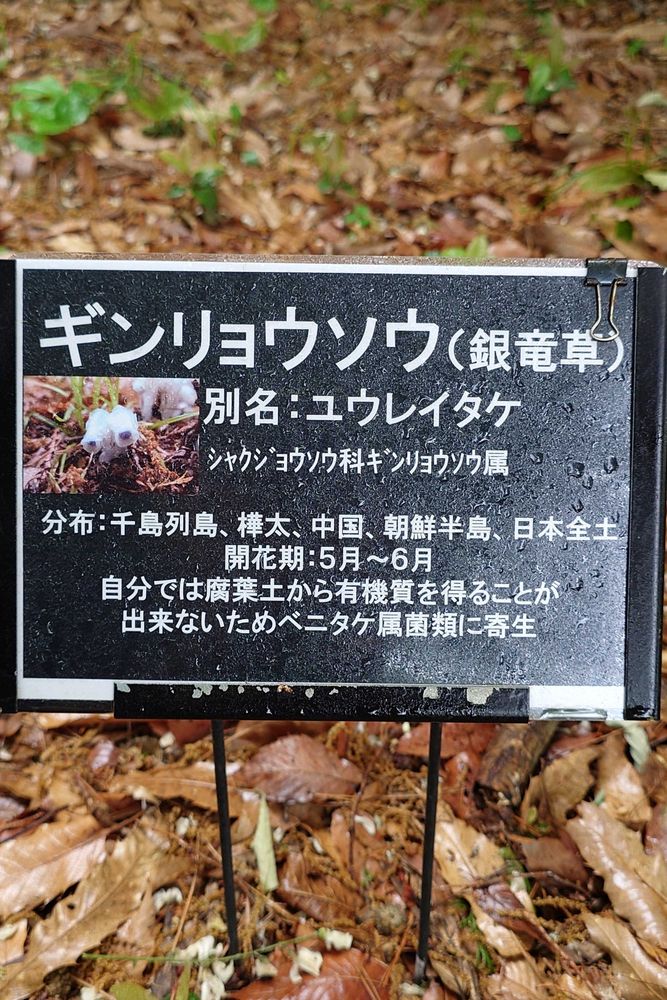 ギンリョウソウ(銀竜草)
別名:ユウレイタケ
ｼｬｸｼﾞｮｳｿｳ科ｷﾞﾝﾘｮｳｿｳ属
分布:千島列島、樺太、中国、朝鮮半島、日本全土
開花期:5月〜6月
自分では腐葉土から有機質を得ることが
出来ないためベニタケ属菌類に寄生